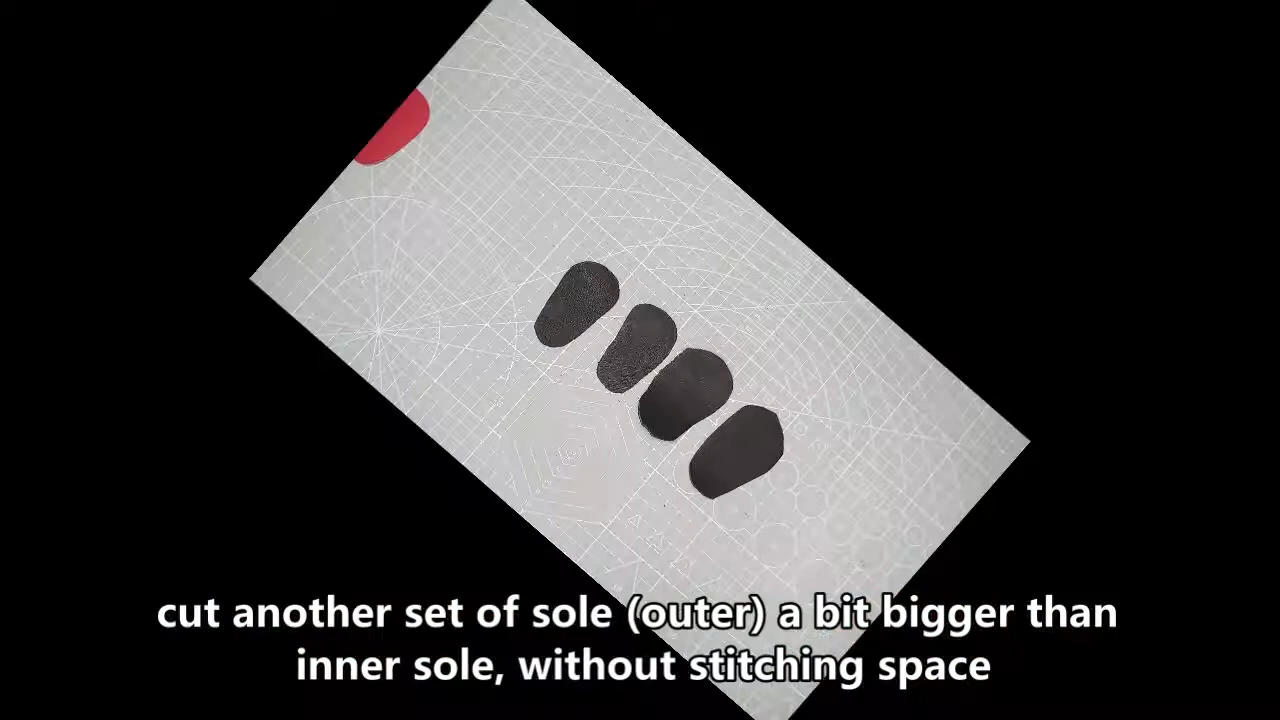 cut another set of sole (outer) a bit bigger than
inner sole, without stitching space